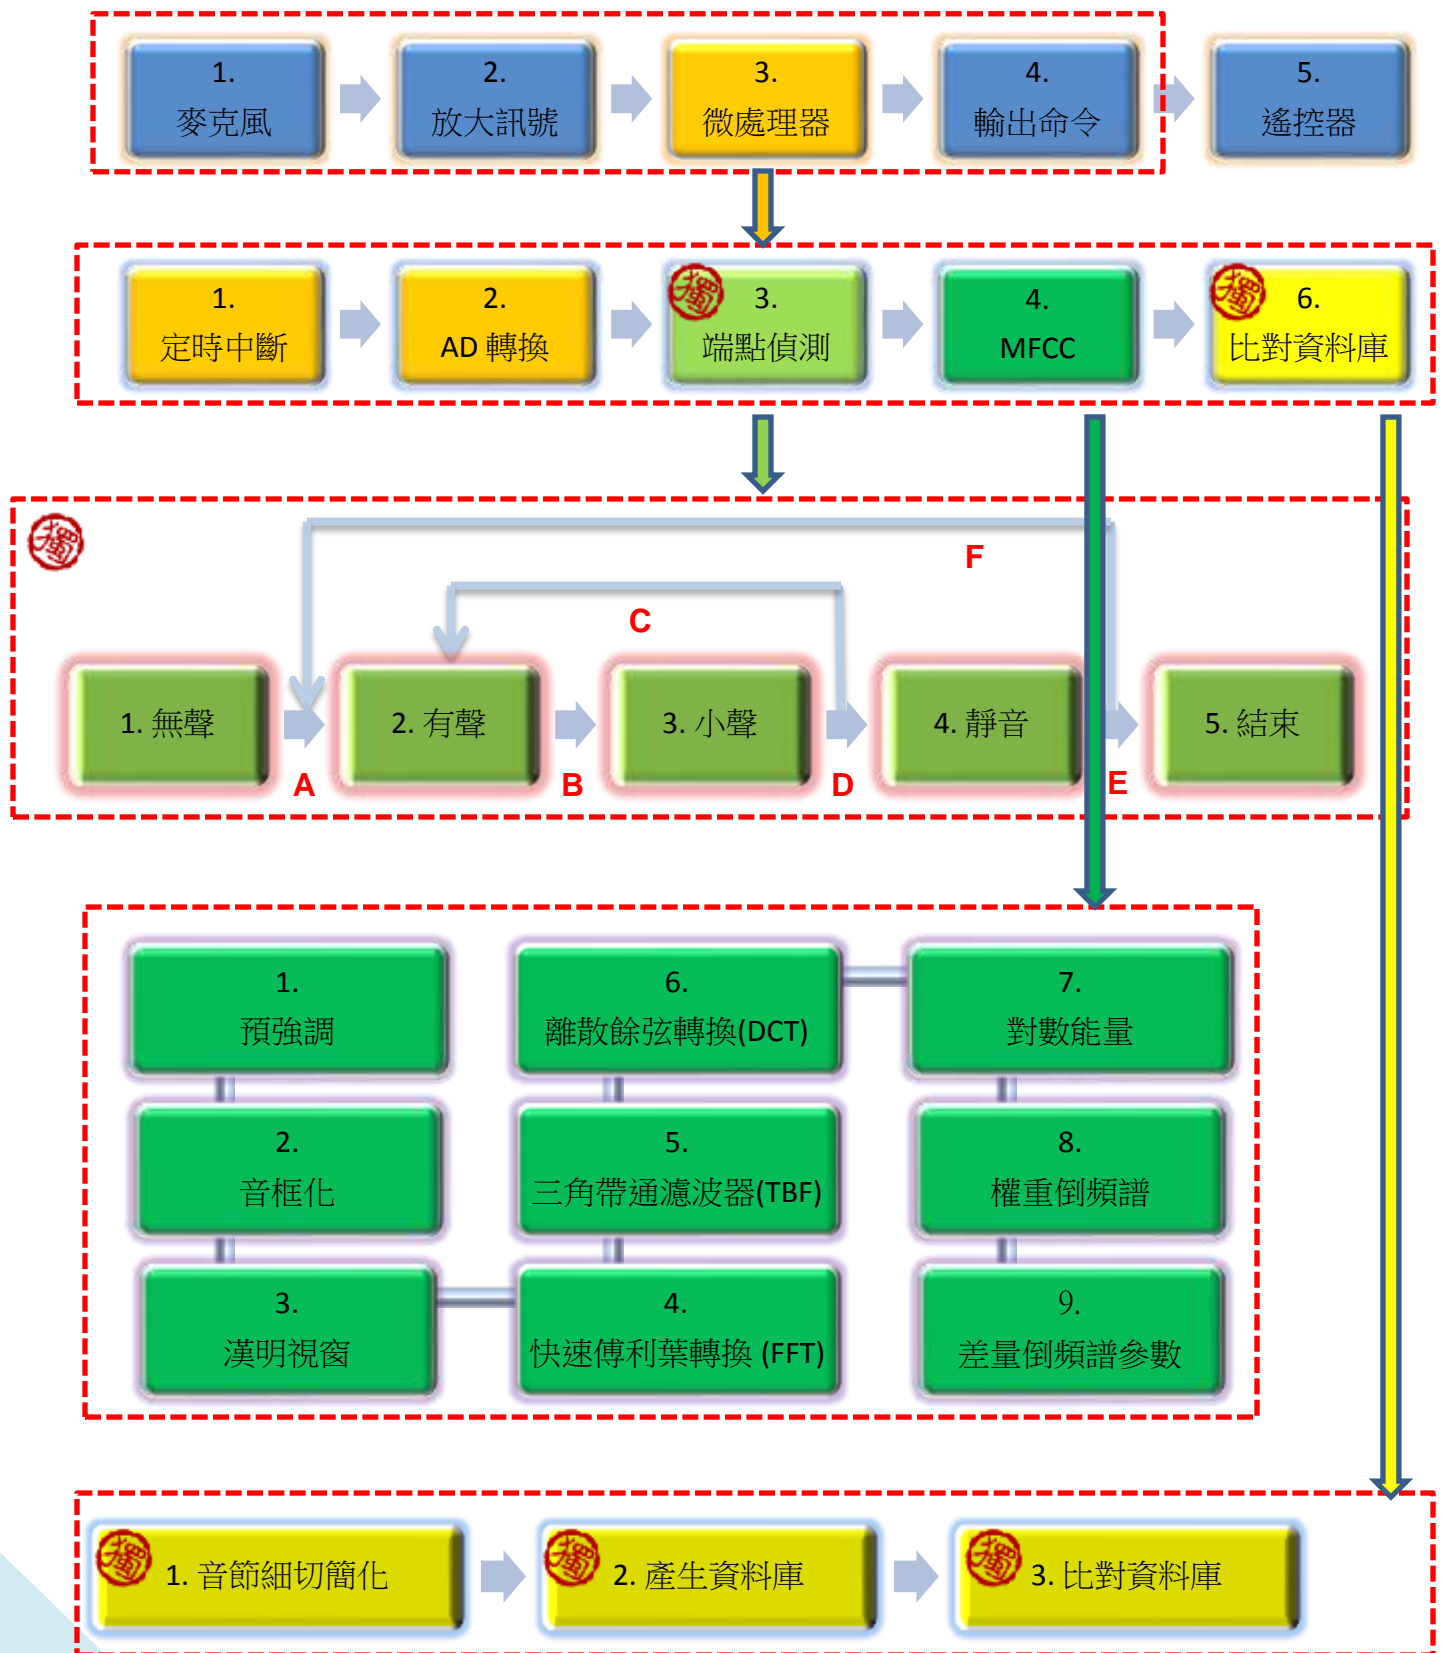 1.
麥克風
2.
放大訊號
3.
微處理器
4.
輸出命令
5.
遙控器
1.
定時中斷
2.
AD 轉換
獨
3.
端點偵測
4.
MFCC
獨
6.
比對資料庫
獨
F
C
1. 無聲
2. 有聲
3. 小聲
4. 靜音
5. 結束
A
B
D
E
1.
預強調
2.
音框化
3.
漢明視窗
4.
快速傅利葉轉換 (FFT)
5.
三角帶通濾波器(TBF)
6.
離散餘弦轉換(DCT)
7.
對數能量
8.
權重倒頻譜
9.
差量倒頻譜參數
獨
1. 音節細切簡化
獨
2. 產生資料庫
獨
3. 比對資料庫